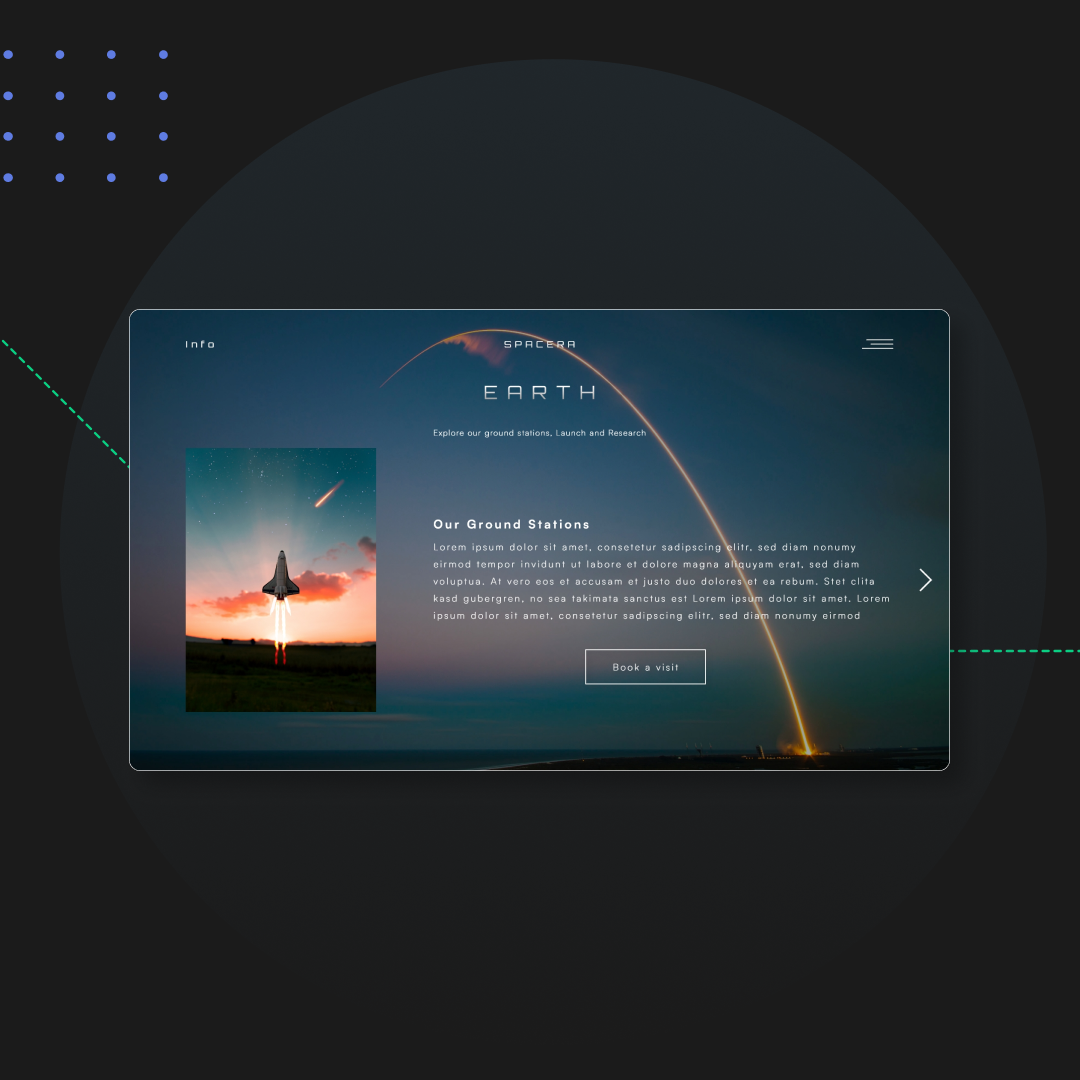 Info
SPACERA
EARTH
Explore our ground stations, Launch and Research
Our Ground Stations
Lorem ipsum dolor sit amet, consetetur sadipscing elitr, sed diam nonumy
eirmod tempor invidunt ut labore et dolore magna aliquyam erat, sed diam
voluptua. At vero eos et accusam et justo duo dolores et ea rebum. Stet clita
kasd gubergren, no sea takimata sanctus est Lorem ipsum dolor sit amet. Lorem
ipsum dolor sit amet, consetetur sadipscing elitr, sed diam nonumy eirmod
Book a visit